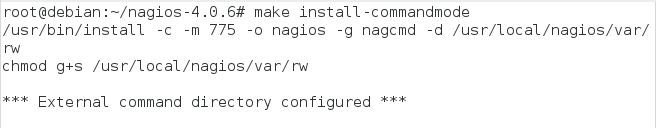 root@debian:~/nagios-4.0.6# make install-commandmode
/usr/bin/install -c -m 775 -o nagios -g nagcmd -d /usr/local/nagios/var/
rw
chmod g+s /usr/local/nagios/var/rw
*** External command directory configured ***